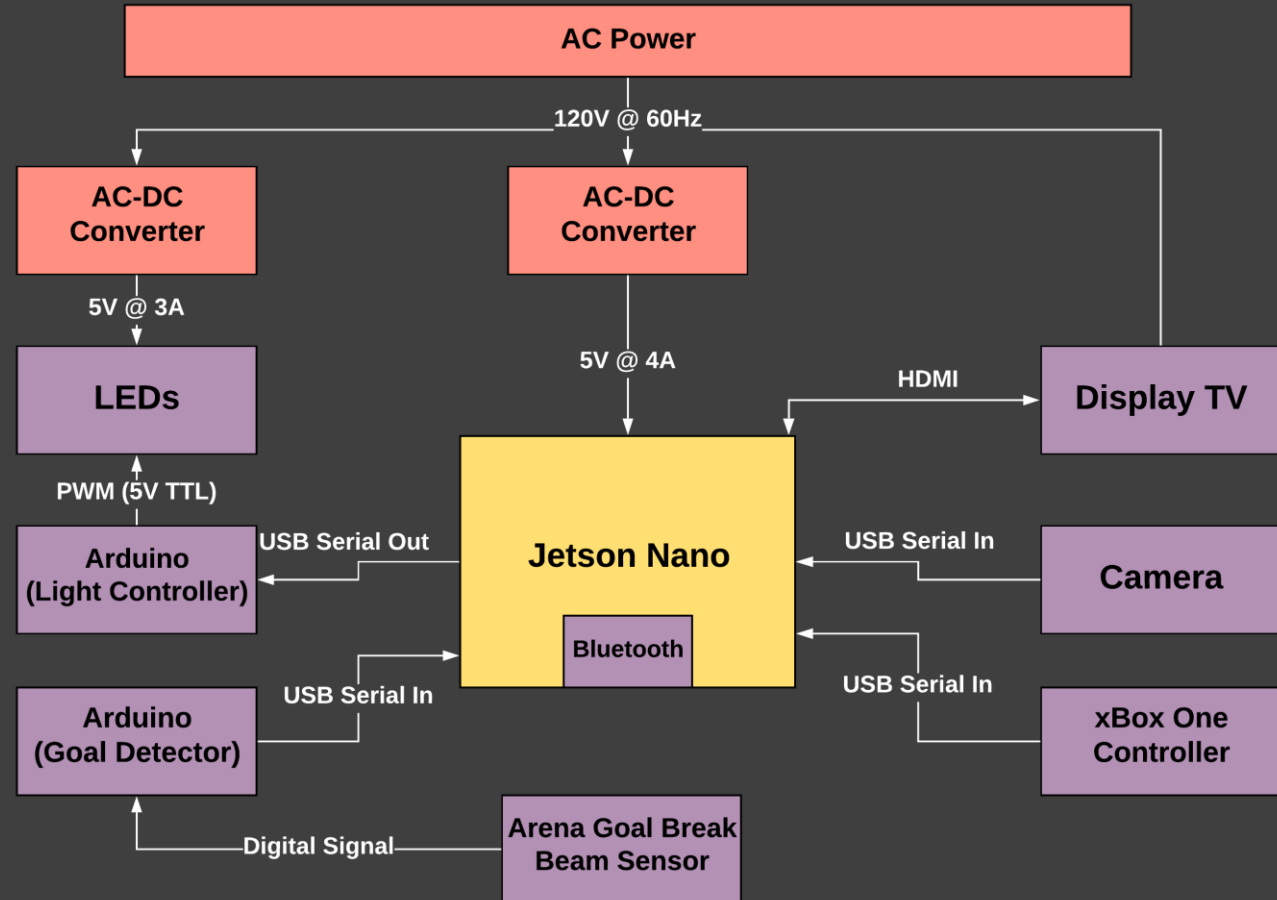 AC Power
120V @ 60Hz
AC-DC
Converter
AC-DC
Converter
5V @ 3A
5V @ 4A
LEDs
HDMI
Display TV
PWM (5V TTL)
Arduino
(Light Controller)
USB Serial Out
Jetson Nano
USB Serial In
Camera
Bluetooth
USB Serial In
USB Serial In
Arduino
(Goal Detector)
xBox One
Controller
Digital Signal
Arena Goal Break
Beam Sensor